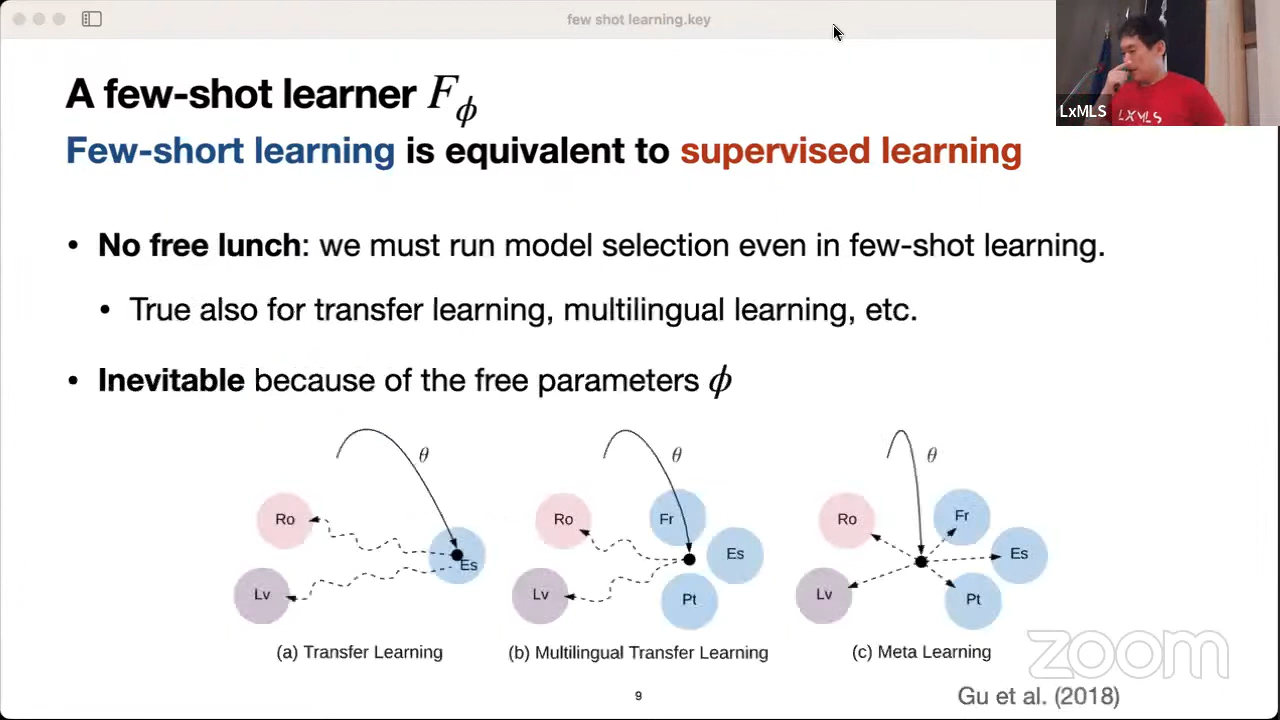 few shot learning.key
LxMLS
LXMLS
A few-shot learner F_ϕ
Few-short learning is equivalent to supervised learning
• No free lunch: we must run model selection even in few-shot learning.
• True also for transfer learning, multilingual learning, etc.
• Inevitable because of the free parameters ϕ
θ
Ro
Lv
Es
(a) Transfer Learning
θ
Ro
Fr
Es
Lv
Pt
(b) Multilingual Transfer Learning
θ
Ro
Fr
Es
Lv
Pt
(c) Meta Learning
zoom
9
Gu et al. (2018)